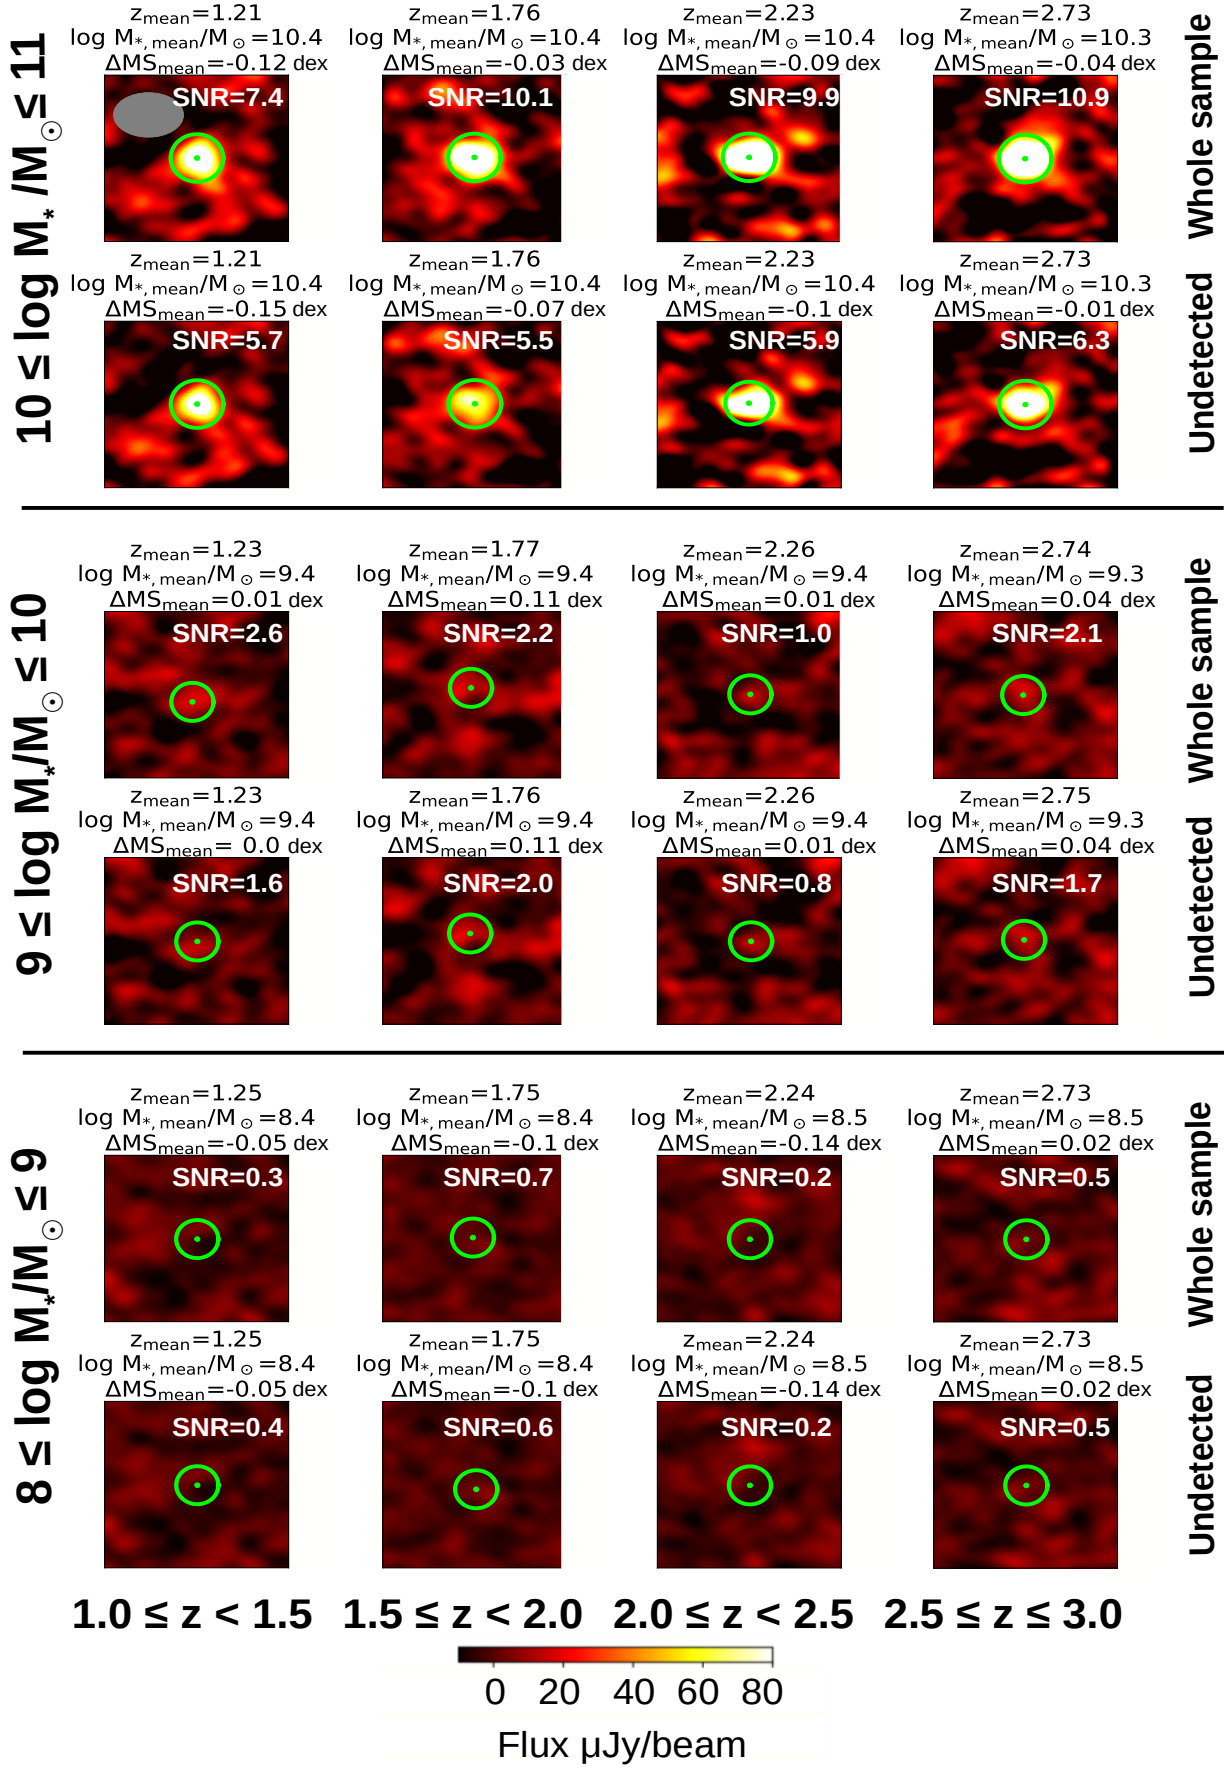 10 ≤ log M* /M⊙ ≤ 11
z_mean=1.21
log M*,mean/M⊙=10.4
ΔMS_mean=-0.12 dex
SNR=7.4
z_mean=1.76
log M*,mean/M⊙=10.4
ΔMS_mean=-0.03 dex
SNR=10.1
z_mean=2.23
log M*,mean/M⊙=10.4
ΔMS_mean=-0.09 dex
SNR=9.9
z_mean=2.73
log M*,mean/M⊙=10.3
ΔMS_mean=-0.04 dex
SNR=10.9
Whole sample
z_mean=1.21
log M*,mean/M⊙=10.4
ΔMS_mean=-0.15 dex
SNR=5.7
z_mean=1.76
log M*,mean/M⊙=10.4
ΔMS_mean=-0.07 dex
SNR=5.5
z_mean=2.23
log M*,mean/M⊙=10.4
ΔMS_mean=-0.1 dex
SNR=5.9
z_mean=2.73
log M*,mean/M⊙=10.3
ΔMS_mean=-0.01 dex
SNR=6.3
Undetected
9 ≤ log M*/M⊙ ≤ 10
z_mean=1.23
log M*,mean/M⊙=9.4
ΔMS_mean=0.01 dex
SNR=2.6
z_mean=1.77
log M*,mean/M⊙=9.4
ΔMS_mean=0.11 dex
SNR=2.2
z_mean=2.26
log M*,mean/M⊙=9.4
ΔMS_mean=0.01 dex
SNR=1.0
z_mean=2.74
log M*,mean/M⊙=9.3
ΔMS_mean=0.04 dex
SNR=2.1
Whole sample
z_mean=1.23
log M*,mean/M⊙=9.4
ΔMS_mean= 0.0 dex
SNR=1.6
z_mean=1.76
log M*,mean/M⊙=9.4
ΔMS_mean=0.11 dex
SNR=2.0
z_mean=2.26
log M*,mean/M⊙=9.4
ΔMS_mean=0.01 dex
SNR=0.8
z_mean=2.75
log M*,mean/M⊙=9.3
ΔMS_mean=0.04 dex
SNR=1.7
Undetected
8 ≤ log M*/M⊙ ≤ 9
z_mean=1.25
log M*,mean/M⊙=8.4
ΔMS_mean=-0.05 dex
SNR=0.3
z_mean=1.75
log M*,mean/M⊙=8.4
ΔMS_mean=-0.1 dex
SNR=0.7
z_mean=2.24
log M*,mean/M⊙=8.5
ΔMS_mean=-0.14 dex
SNR=0.2
z_mean=2.73
log M*,mean/M⊙=8.5
ΔMS_mean=0.02 dex
SNR=0.5
Whole sample
z_mean=1.25
log M*,mean/M⊙=8.4
ΔMS_mean=-0.05 dex
SNR=0.4
z_mean=1.75
log M*,mean/M⊙=8.4
ΔMS_mean=-0.1 dex
SNR=0.6
z_mean=2.24
log M*,mean/M⊙=8.5
ΔMS_mean=-0.14 dex
SNR=0.2
z_mean=2.73
log M*,mean/M⊙=8.5
ΔMS_mean=0.02 dex
SNR=0.5
Undetected
1.0 ≤ z < 1.5 1.5 ≤ z < 2.0 2.0 ≤ z < 2.5 2.5 ≤ z ≤ 3.0
0 20 40 60 80
Flux μJy/beam